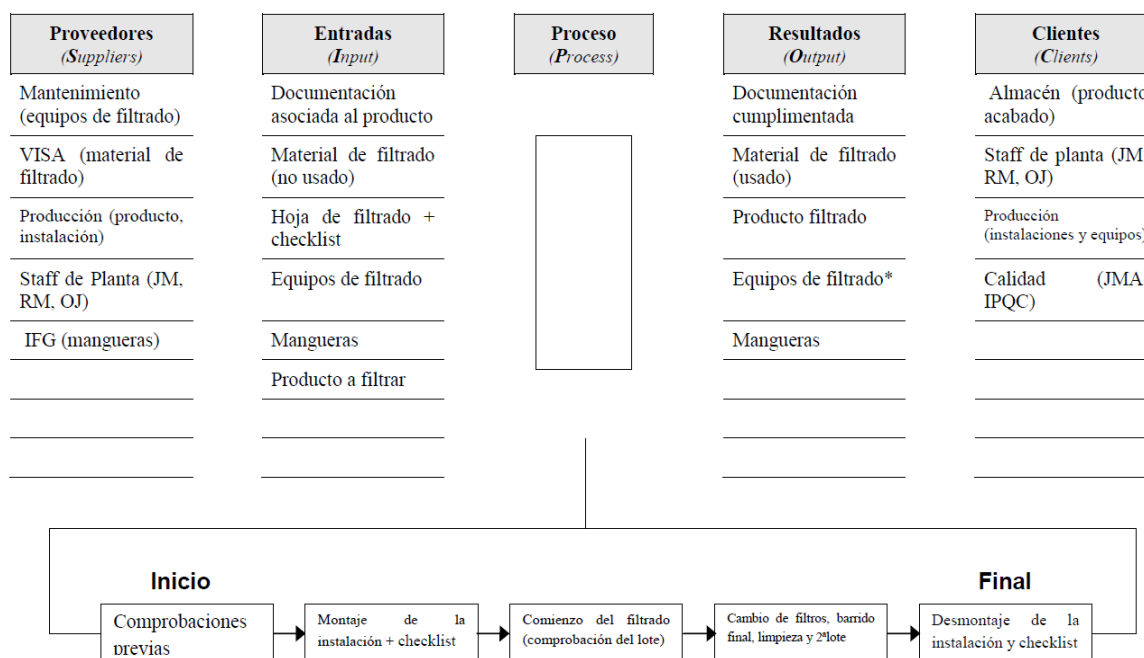 Proveedores
(Suppliers)
Mantenimiento
(equipos de filtrado)
VISA (material de
filtrado)
Producción (producto,
instalación)
Staff de Planta (JM,
RM, OJ)
IFG (mangueras)
Entradas
(Input)
Documentación
asociada al producto
Material de filtrado
(no usado)
Hoja de filtrado +
checklist
Equipos de filtrado
Mangueras
Producto a filtrar
Proceso
(Process)
Resultados
(Output)
Documentación
cumplimentada
Material de filtrado
(usado)
Producto filtrado
Equipos de filtrado*
Mangueras
Clientes
(Clients)
Almacén (producto
acabado)
Staff de planta (JM
RM, OJ)
Producción
(instalaciones y equipos)
Calidad (JMA
IPQC)
Inicio
Final
Comprobaciones
previas
Montaje de la
instalación + checklist
Comienzo del filtrado
(comprobación del lote)
Cambio de filtros, barrido
final, limpieza y 2ªlote
Desmontaje de la
instalación y checklist